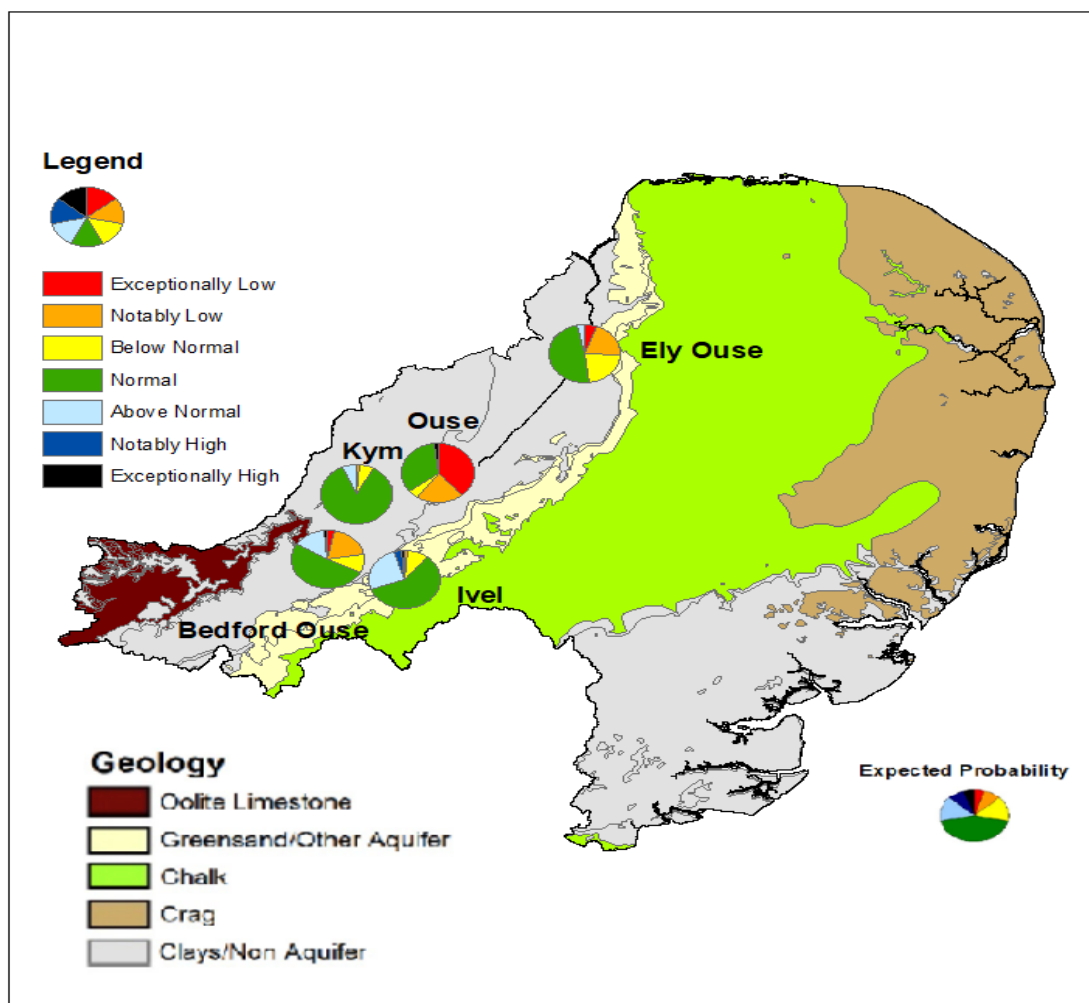 Legend
Exceptionally Low
Notably Low
Below Normal
Normal
Above Normal
Notably High
Exceptionally High
Ely Ouse
Ouse
Kym
Ivel
Bedford Ouse
Geology
Oolite Limestone
Greensand/Other Aquifer
Chalk
Crag
Clays/Non Aquifer
Expected Probability